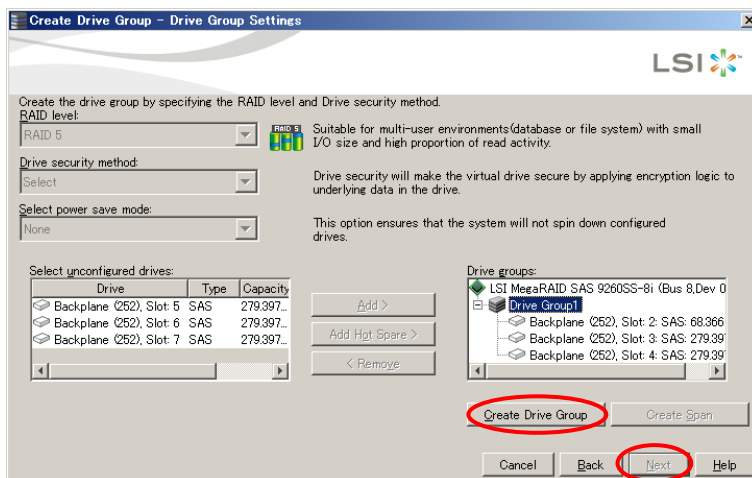 Create Drive Group - Drive Group Settings
LSI
Create the drive group by specifying the RAID level and Drive security method.
RAID level:
RAID 5
RAID 5
Suitable for multi-user environments(database or file system) with small
I/O size and high proportion of read activity.
Drive security method:
Select
Drive security will make the virtual drive secure by applying encryption logic to
underlying data in the drive.
Select power save mode:
None
This option ensures that the system will not spin down configured
drives.
Select unconfigured drives:
Drive Type Capacity
Backplane (252), Slot: 5 SAS 279.397...
Backplane (252), Slot: 6 SAS 279.397...
Backplane (252), Slot: 7 SAS 279.397...
Add >
Add Hot Spare >
< Remove
Drive groups:
LSI MegaRAID SAS 9260SS-8i (Bus 8,Dev 0
Drive Group1
Backplane (252), Slot: 2: SAS: 68.366
Backplane (252), Slot: 3: SAS: 279.39
Backplane (252), Slot: 4: SAS: 279.39
Create Drive Group
Create Span
Cancel
Back
Next
Help